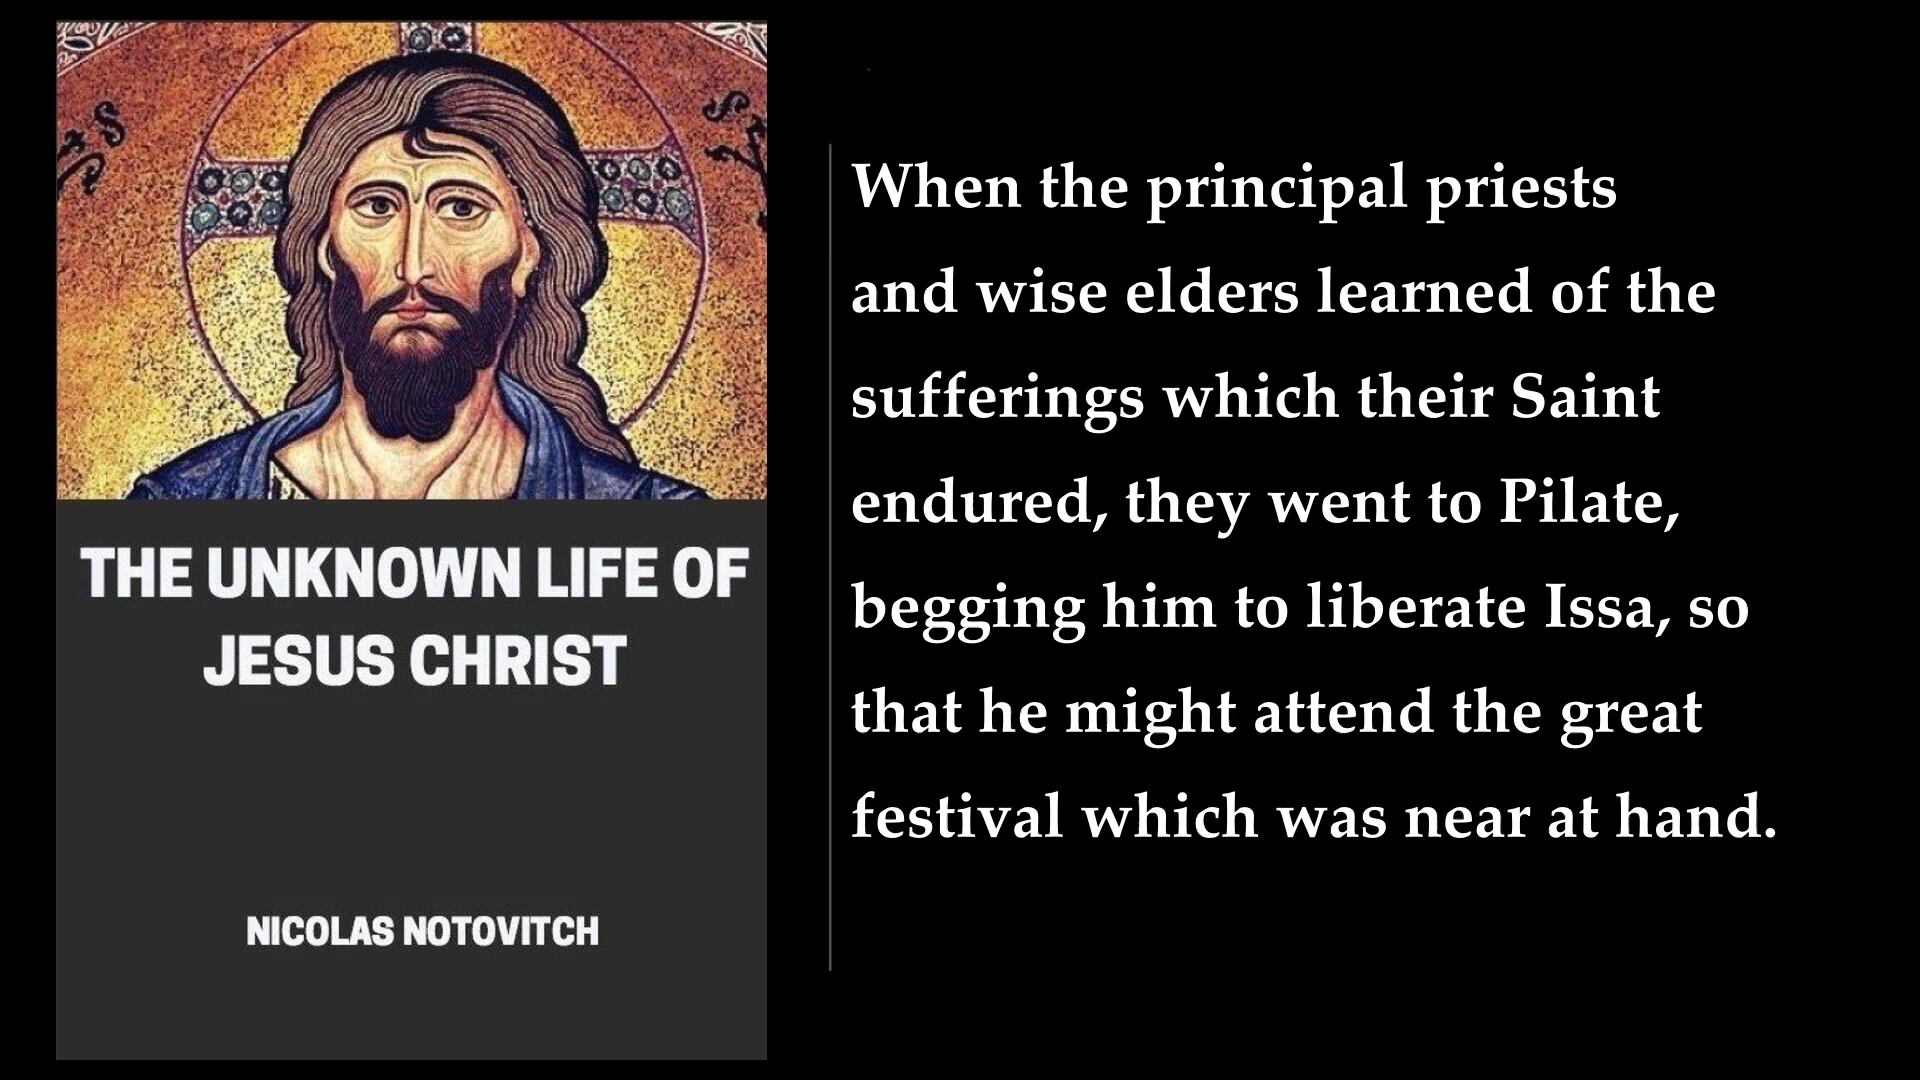 THE UNKNOWN LIFE OF
JESUS CHRIST
NICOLAS NOTOVITCH
When the principal priests
and wise elders learned of the
sufferings which their Saint
endured, they went to Pilate,
begging him to liberate Issa, so
that he might attend the great
festival which was near at hand.